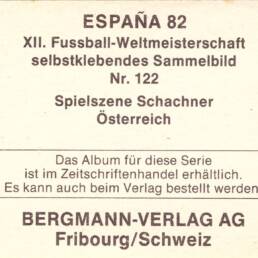 ESPAÑA 82
XII. Fussball-Weltmeisterschaft
selbstklebendes Sammelbild
Nr. 122
Spielszene Schachner
Österreich
Das Album für diese Serie
ist im Zeitschriftenhandel erhältlich.
Es kann auch beim Verlag bestellt werden
BERGMANN-VERLAG AG
Fribourg/Schweiz